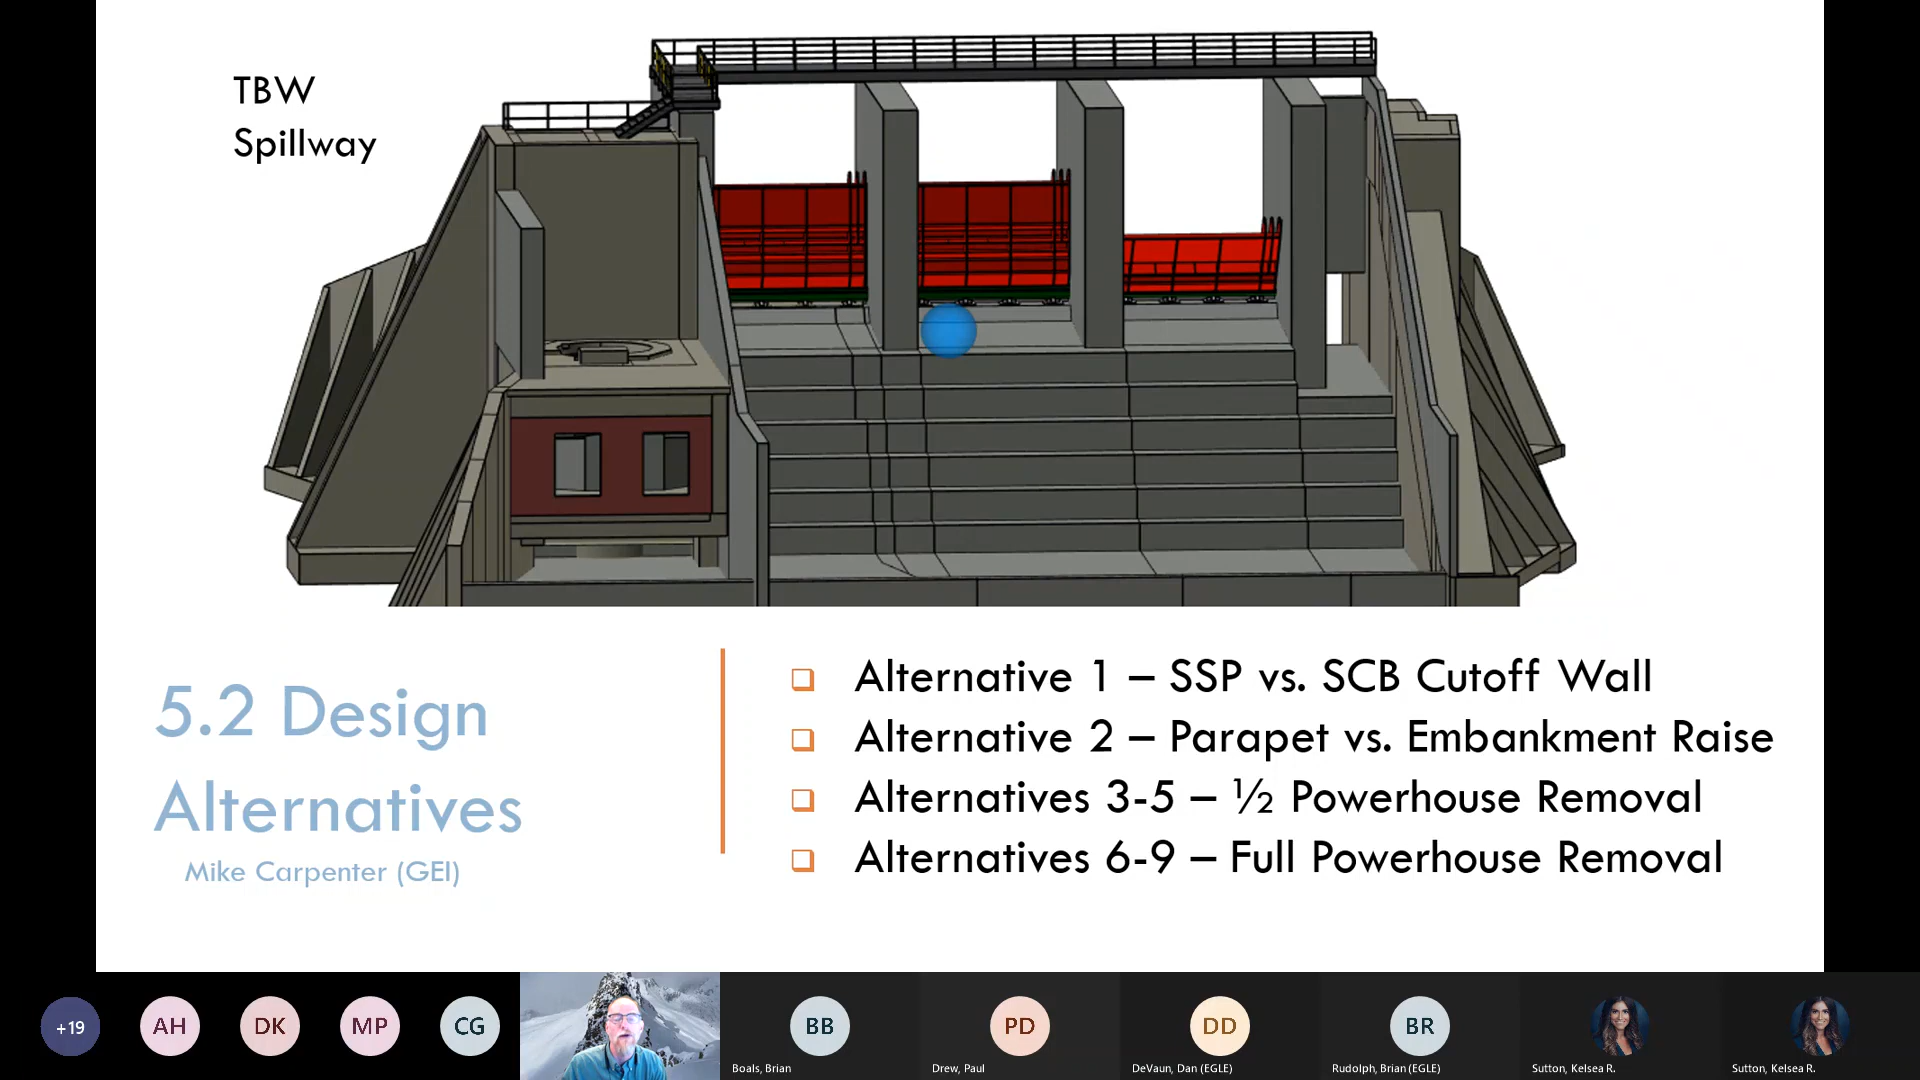 TBW
Spillway
5.2 Design
Alternatives
Mike Carpenter (GEI)
Alternative 1 – SSP vs. SCB Cutoff Wall
Alternative 2 – Parapet vs. Embankment Raise
Alternatives 3-5 – ½ Powerhouse Removal
Alternatives 6-9 – Full Powerhouse Removal
+19
AH
DK
MP
CG
BB
Boals, Brian
PD
Drew, Paul
DD
DeVaun, Dan (EGLE)
BR
Rudolph, Brian (EGLE)
Sutton, Kelsea R.
Sutton, Kelsea R.